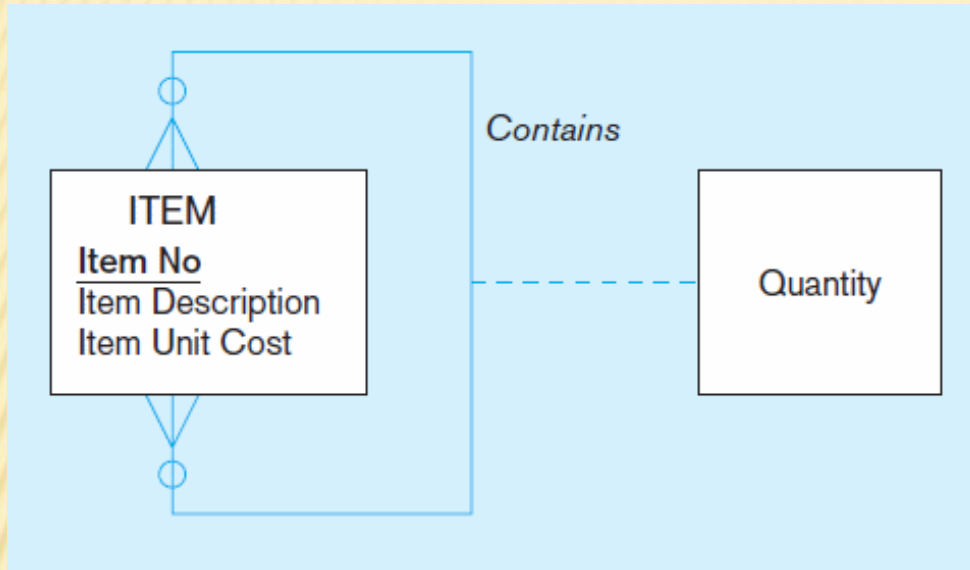 Contains
ITEM
Item No
Item Description
Item Unit Cost
Quantity